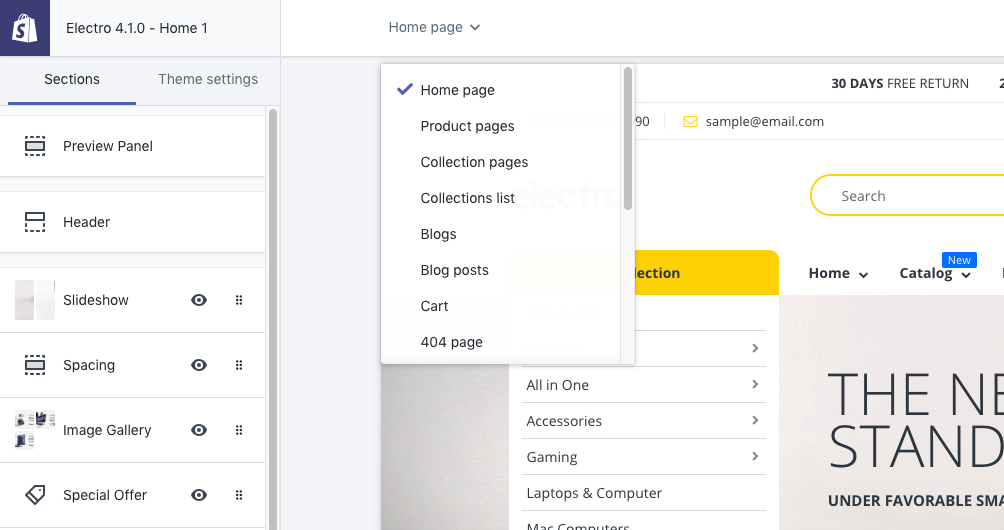 Electro 4.1.0 - Home 1
Home page
Sections
Theme settings
Preview Panel
Header
Slideshow
Spacing
Image Gallery
Special Offer
Home page
Product pages
Collection pages
Collections list
Blogs
Blog posts
Cart
404 page
30 DAYS FREE RETURN
90
sample@email.com
electro
Search
New
Home
Catalog
All in One
Accessories
Gaming
Laptops & Computer
Mac Computers
THE NE
STAND
UNDER FAVORABLE SMA